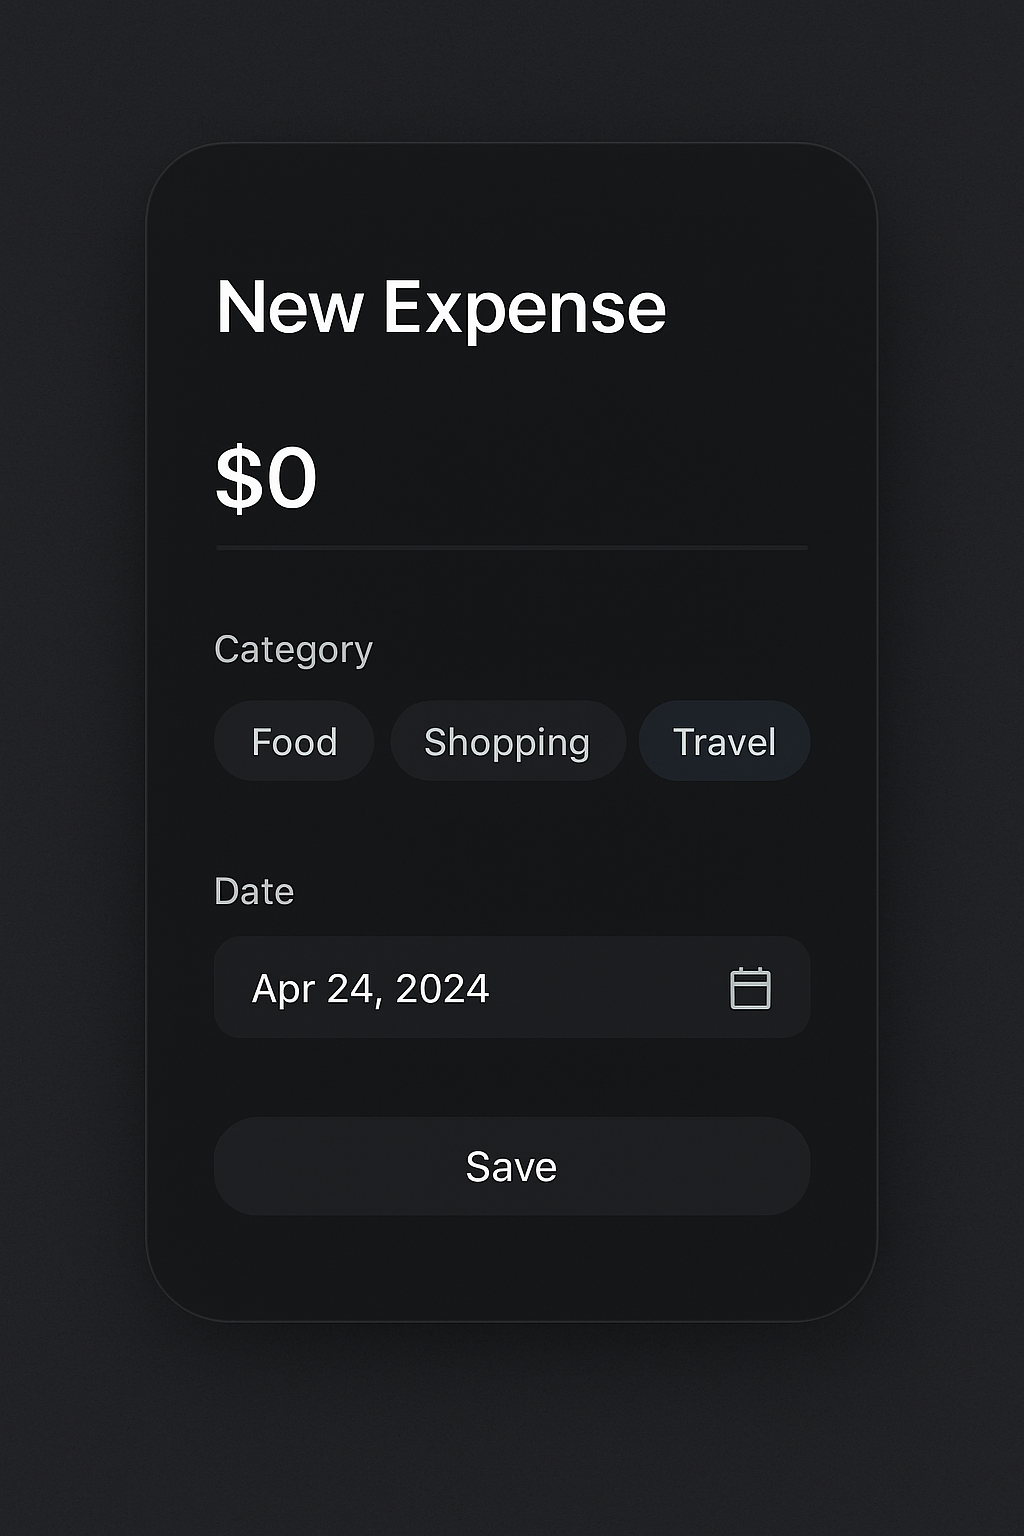 New Expense
$0
Category
Food Shopping Travel
Date
Apr 24, 2024
Save